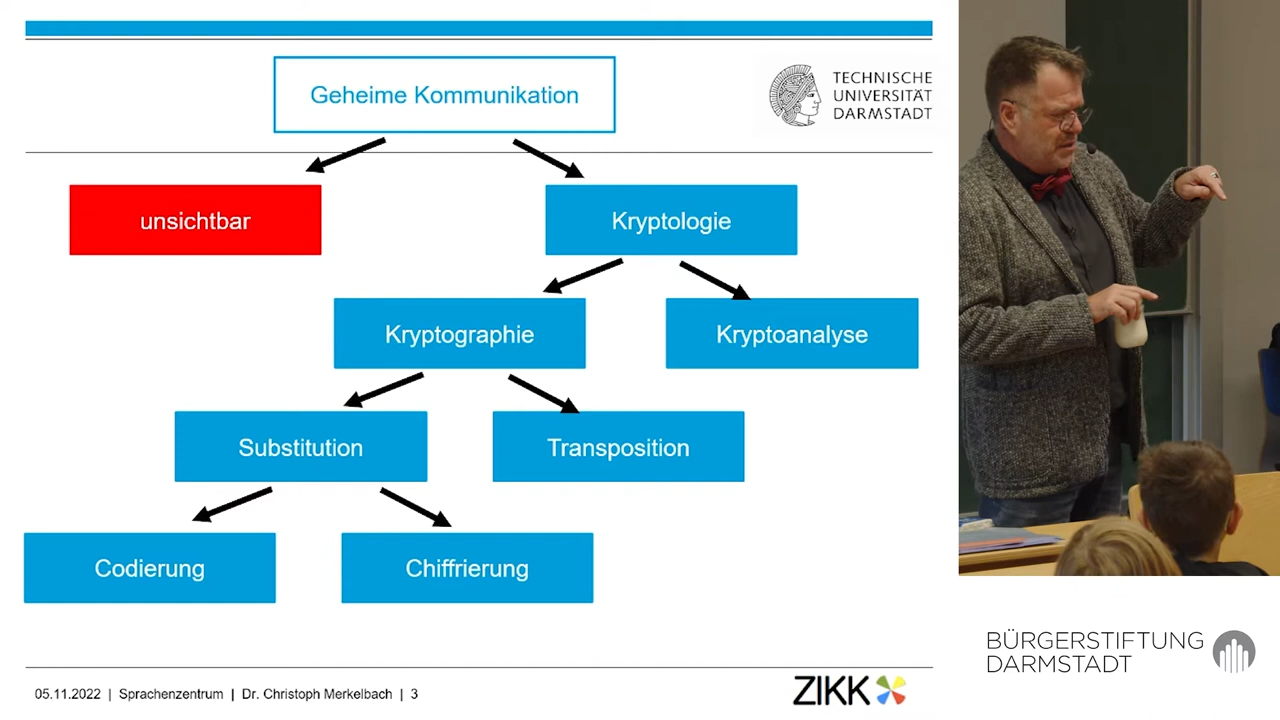 Geheime Kommunikation
TECHNISCHE
UNIVERSITÄT
DARMSTADT
unsichtbar
Kryptologie
Kryptographie
Kryptoanalyse
Substitution
Transposition
Codierung
Chiffrierung
05.11.2022 | Sprachenzentrum | Dr. Christoph Merkelbach | 3
ZIKK
BÜRGERSTIFTUNG
DARMSTADT